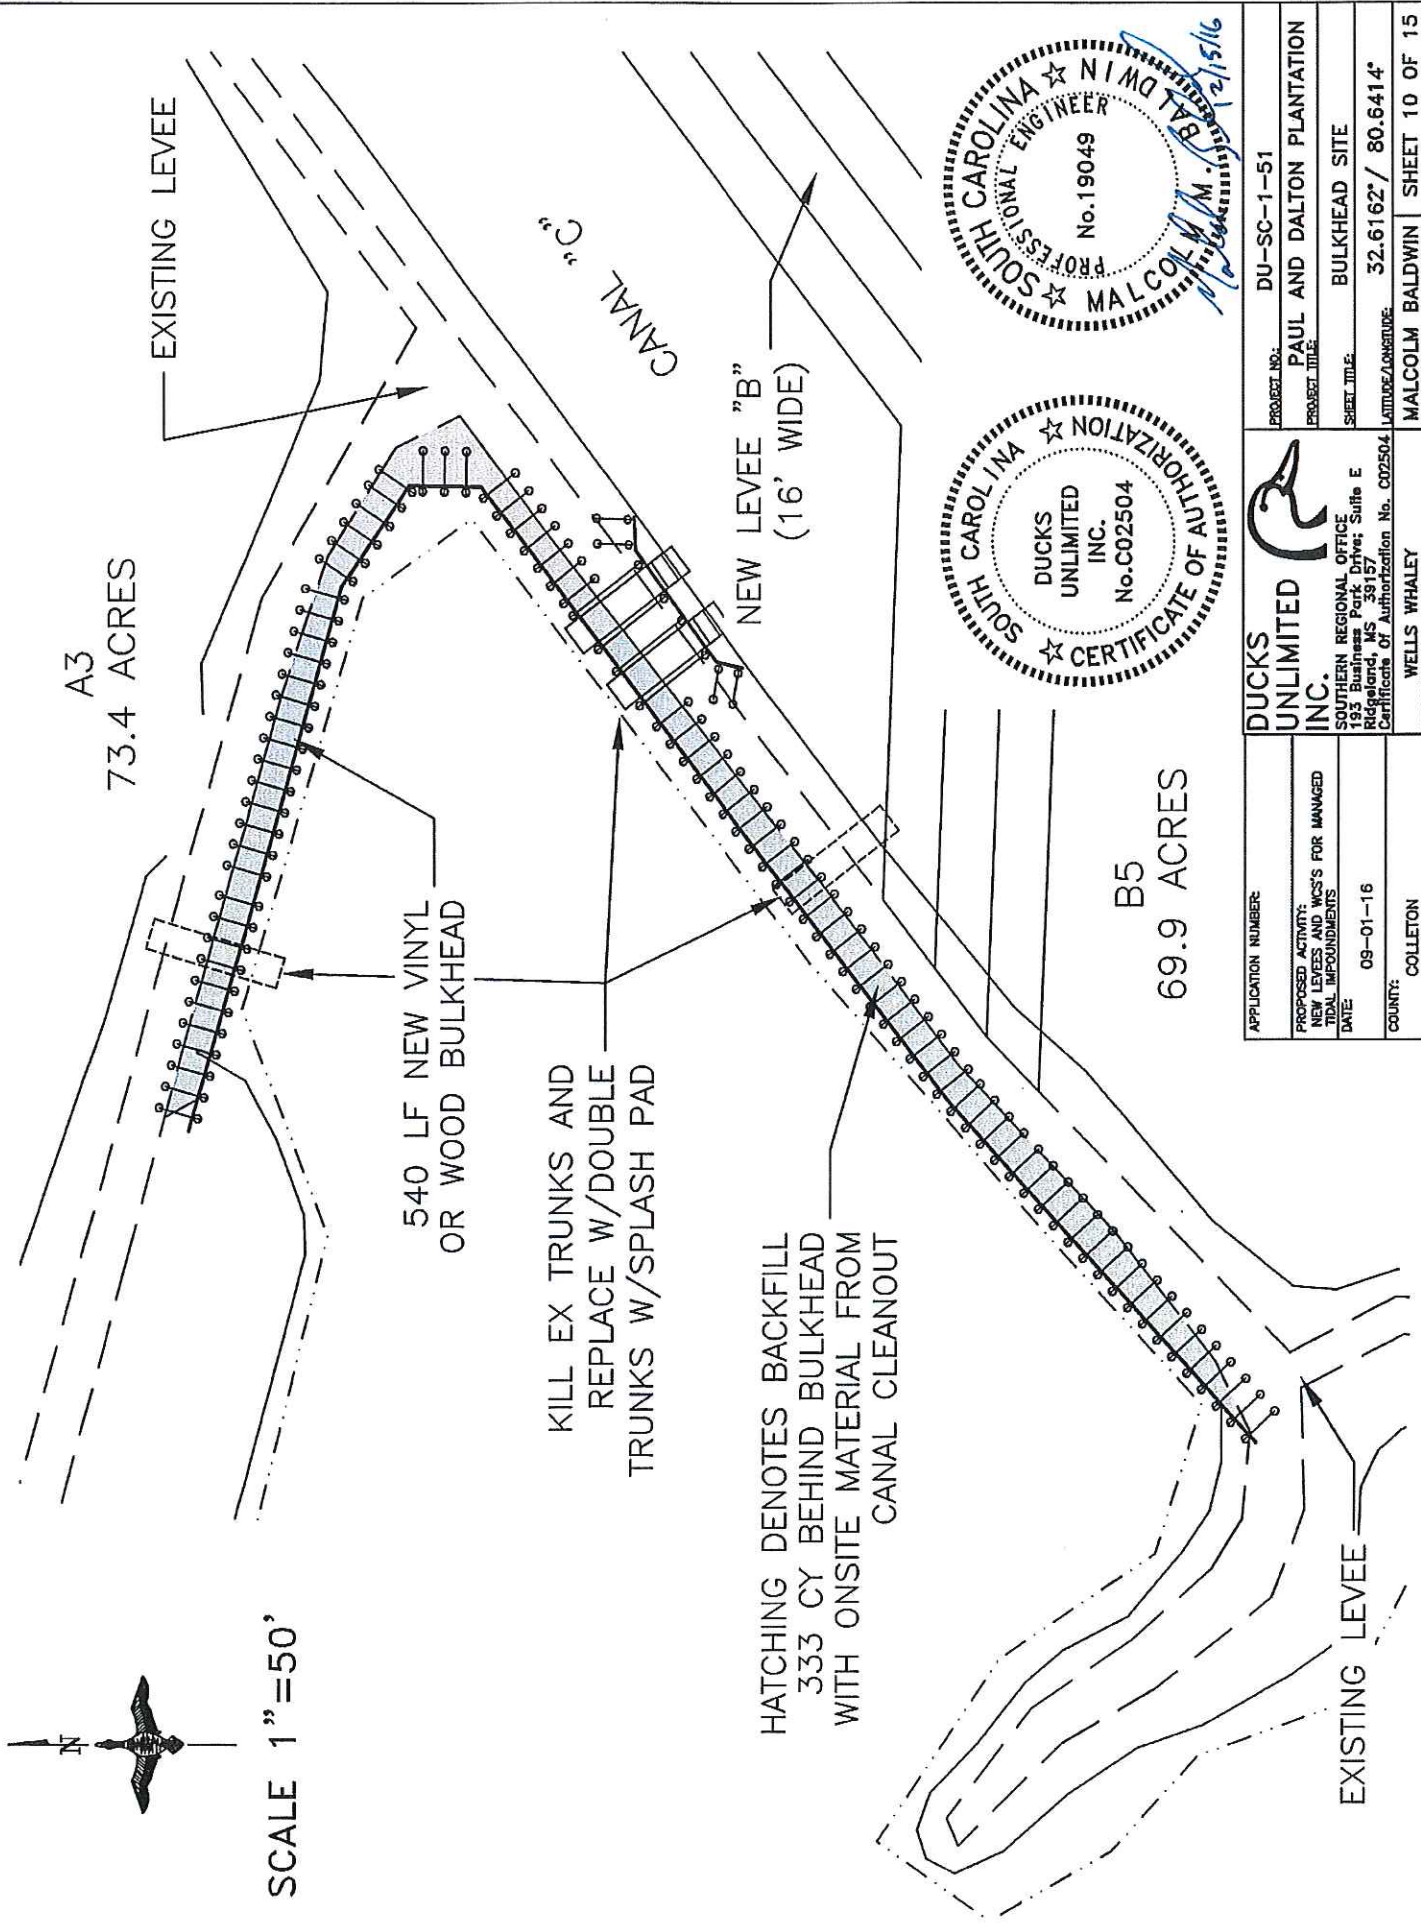 N
SCALE 1"=50'
A3
73.4 ACRES
EXISTING LEVEE
CANAL "C"
540 LF NEW VINYL
OR WOOD BULKHEAD
KILL EX TRUNKS AND
REPLACE W/DOUBLE
TRUNKS W/SPLASH PAD
NEW LEVEE "B"
(16' WIDE)
HATCHING DENOTES BACKFILL
333 CY BEHIND BULKHEAD
WITH ONSITE MATERIAL FROM
CANAL CLEANOUT
B5
69.9 ACRES
EXISTING LEVEE
SOUTH CAROLINA
DUCKS
UNLIMITED
INC.
No.C02504
CERTIFICATE OF AUTHORIZATION
SOUTH CAROLINA
PROFESSIONAL ENGINEER
No.19049
MALCOLM M. BALDWIN
12/15/16
APPLICATION NUMBER:
PROPOSED ACTIVITY:
NEW LEVEES AND WCS'S FOR MANAGED
TIDAL IMPOUNDMENTS
DATE:
09-01-16
COUNTY:
COLLETON
DUCKS
UNLIMITED
INC.
SOUTHERN REGIONAL OFFICE
193 Business Park Drive; Suite E
Ridgeland, MS 39157
Certificate Of Authorization No. C02504
WELLS WHALEY
PROJECT NO.:
DU-SC-1-51
PAUL AND DALTON PLANTATION
PROJECT TITLE:
BULKHEAD SITE
SHEET TITLE:
32.6162° / 80.6414°
LATITUDE/LONGITUDE:
MALCOLM BALDWIN
SHEET 10 OF 15